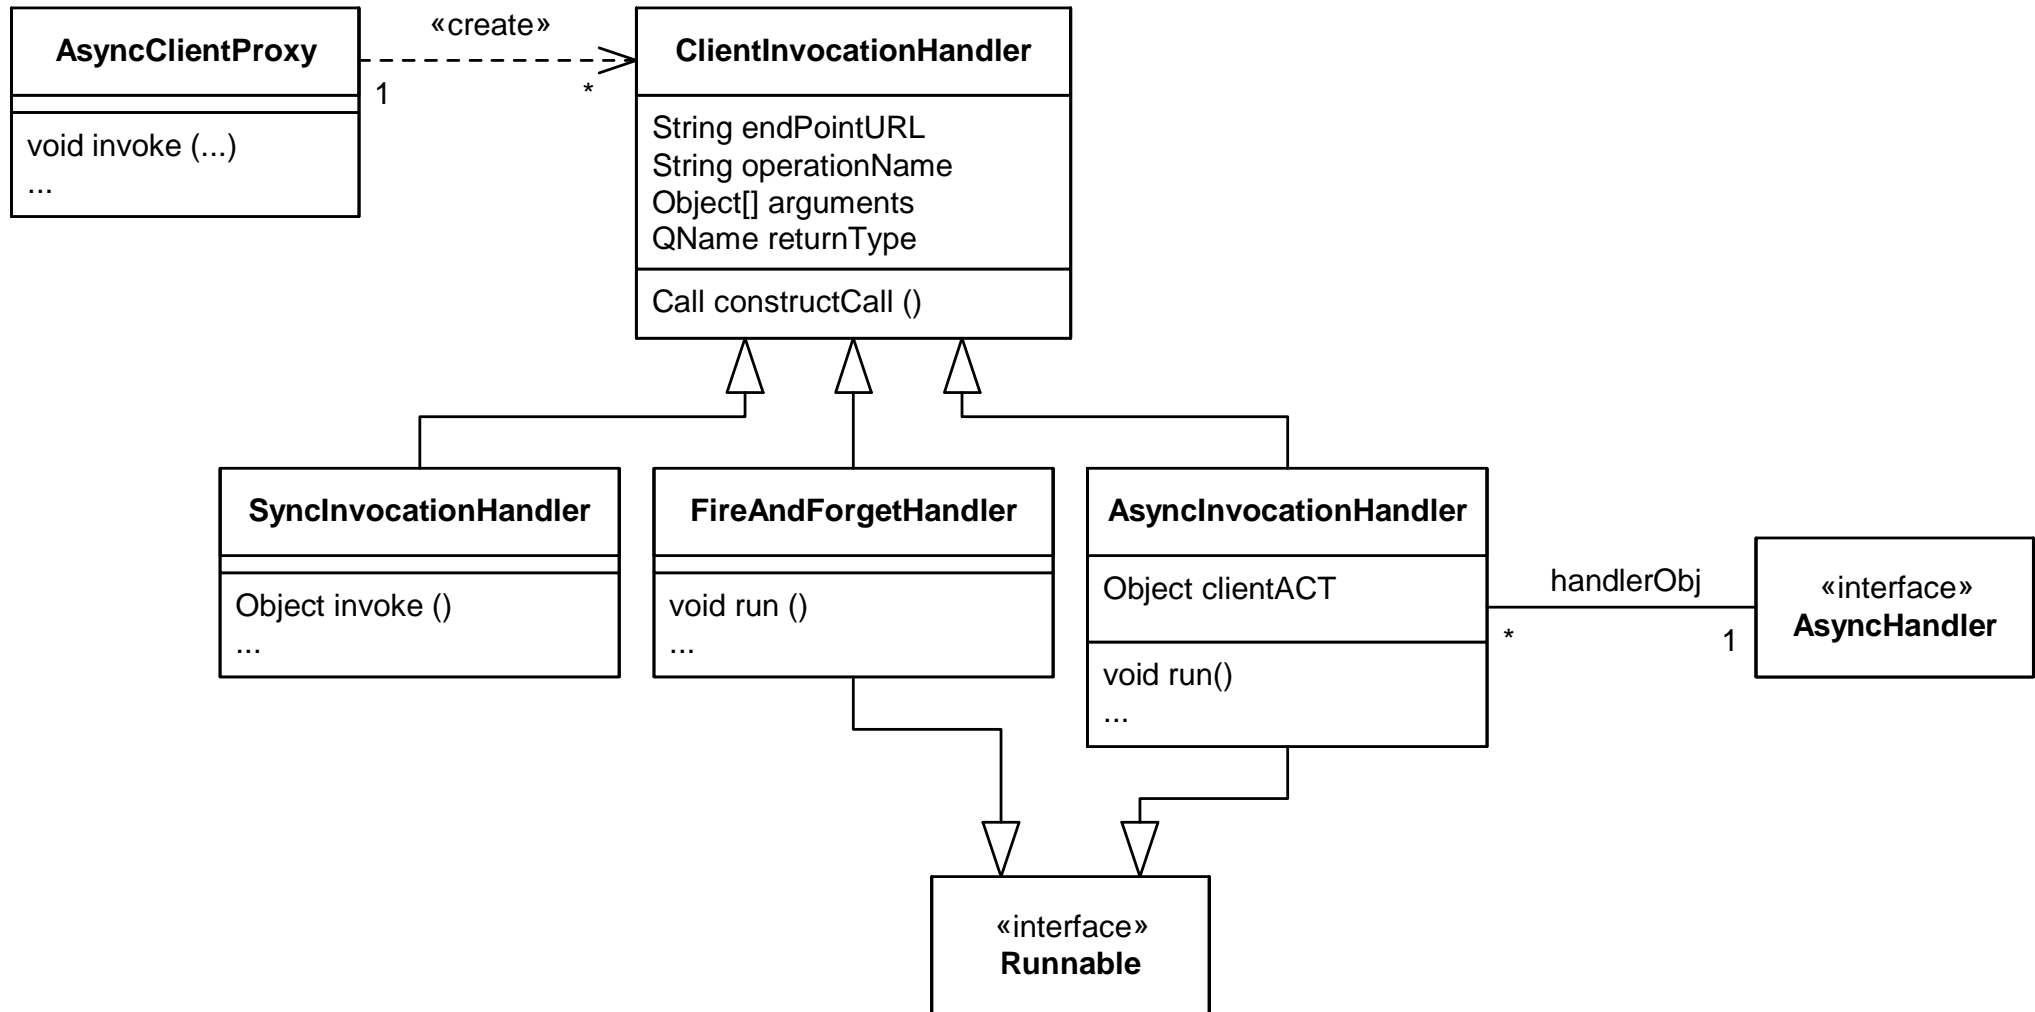 AsyncClientProxy
void invoke (...)
...
«create»
1
*
ClientInvocationHandler
String endPointURL
String operationName
Object[] arguments
QName returnType
Call constructCall ()
SyncInvocationHandler
Object invoke ()
...
FireAndForgetHandler
void run ()
...
AsyncInvocationHandler
Object clientACT
void run()
...
handlerObj
*
1
«interface»
AsyncHandler
«interface»
Runnable